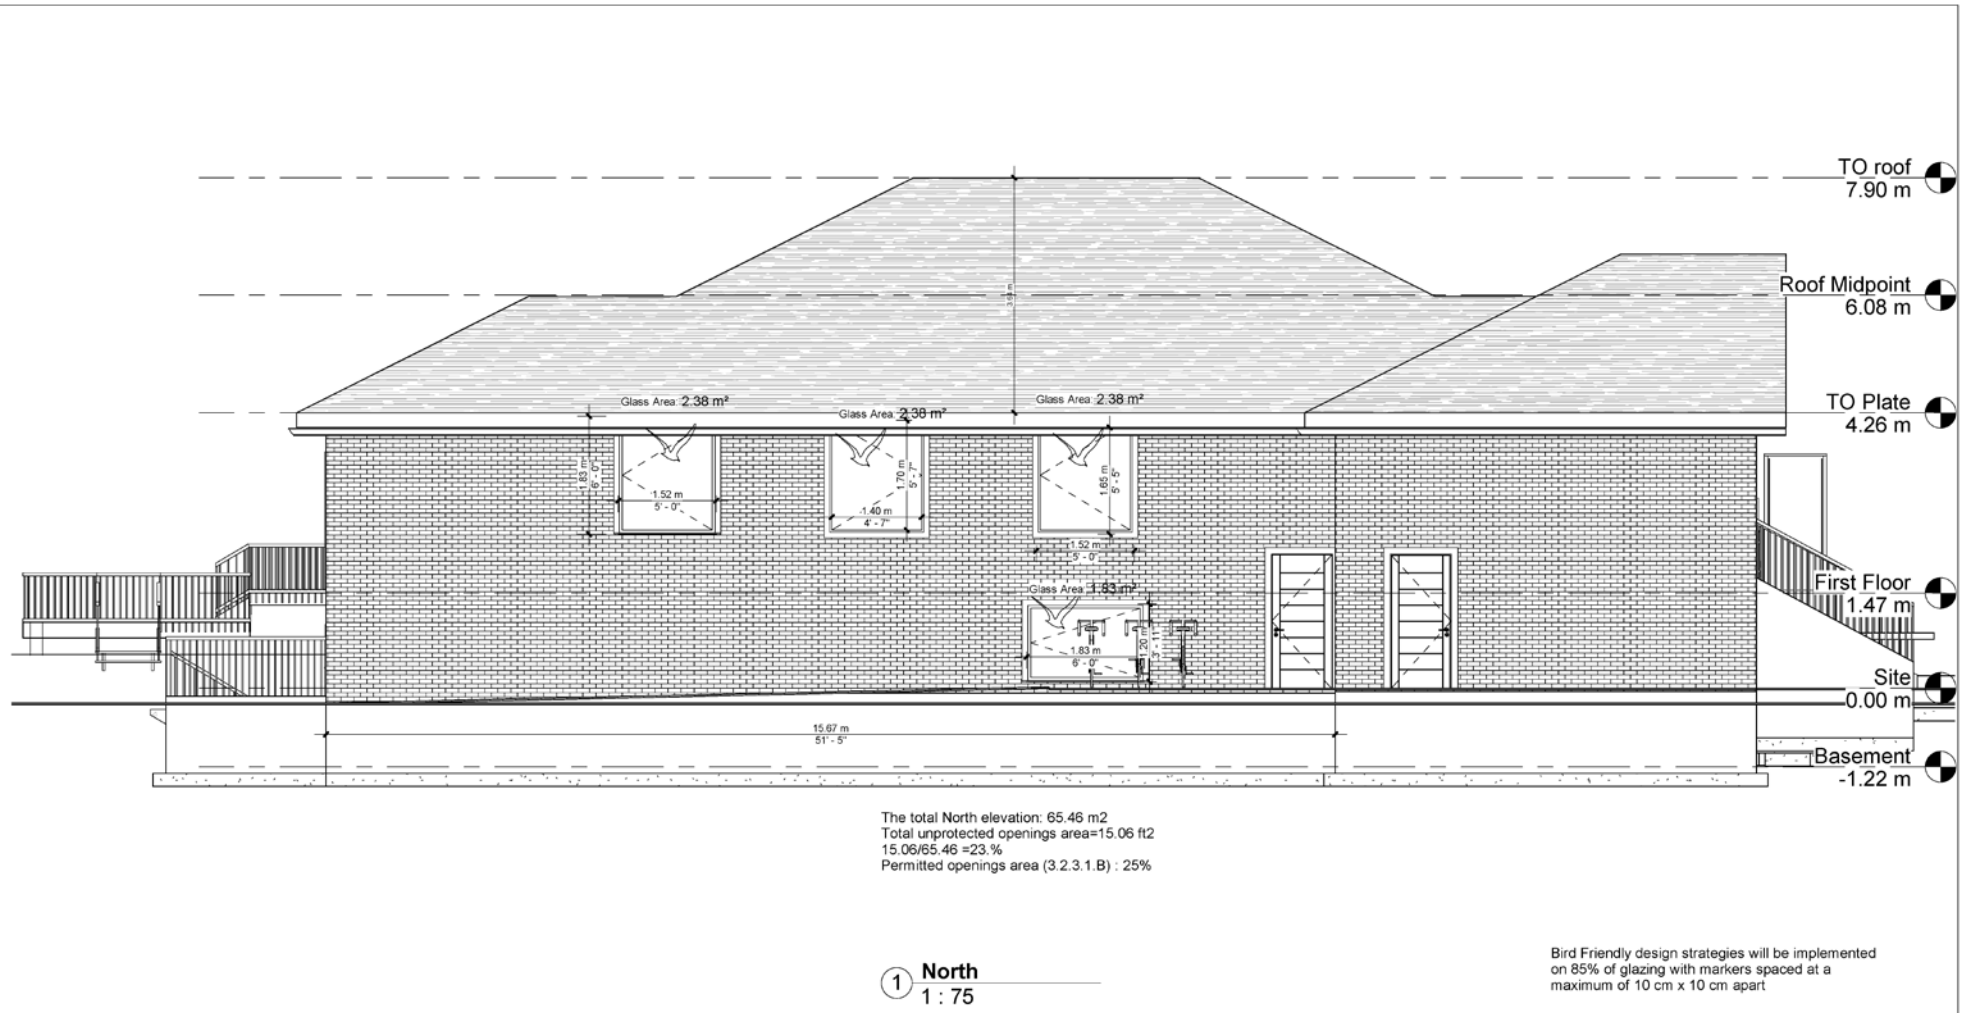 TO roof
7.90 m
Roof Midpoint
6.08 m
3.64 m
TO Plate
4.26 m
Glass Area: 2.38 m²
Glass Area: 2.38 m²
Glass Area: 2.38 m²
1.83 m
6' - 0"
1.52 m
5' - 0"
1.70 m
5' - 7"
1.40 m
4' - 7"
1.65 m
5' - 5"
1.52 m
5' - 0"
Glass Area: 1.83 m²
1.83 m
6' - 0"
1.20 m
3' - 11"
First Floor
1.47 m
Site
0.00 m
15.67 m
51' - 5"
Basement
-1.22 m
The total North elevation: 65.46 m2
Total unprotected openings area=15.06 ft2
15.06/65.46 =23.%
Permitted openings area (3.2.3.1.B) : 25%
1 North
1 : 75
Bird Friendly design strategies will be implemented
on 85% of glazing with markers spaced at a
maximum of 10 cm x 10 cm apart